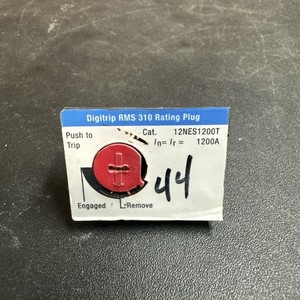 Digitrip RMS 310 Rating Plug
Push to Trip
Cat. 12NES1200T
In= Ir = 1200A
44
Engaged
Remove